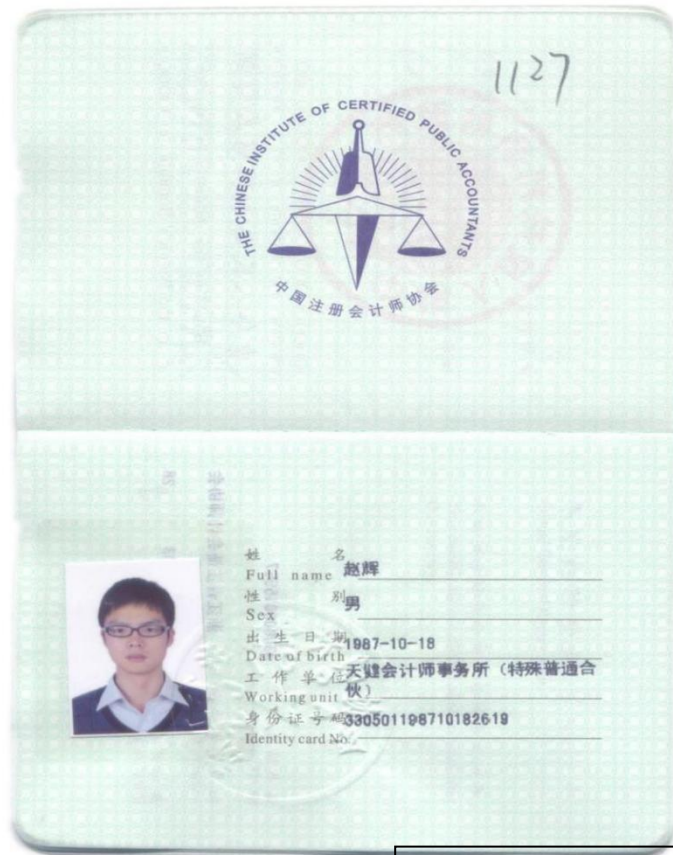 1127
THE CHINESE INSTITUTE OF CERTIFIED PUBLIC ACCOUNTANTS
中国注册会计师协会
姓 名 赵辉
Full name
性 别 男
Sex
出生日期 1987-10-18
Date of birth
工作单位 天健会计师事务所（特殊普通合
Working unit 伙）
身份证号码 330501198710182619
Identity card No.